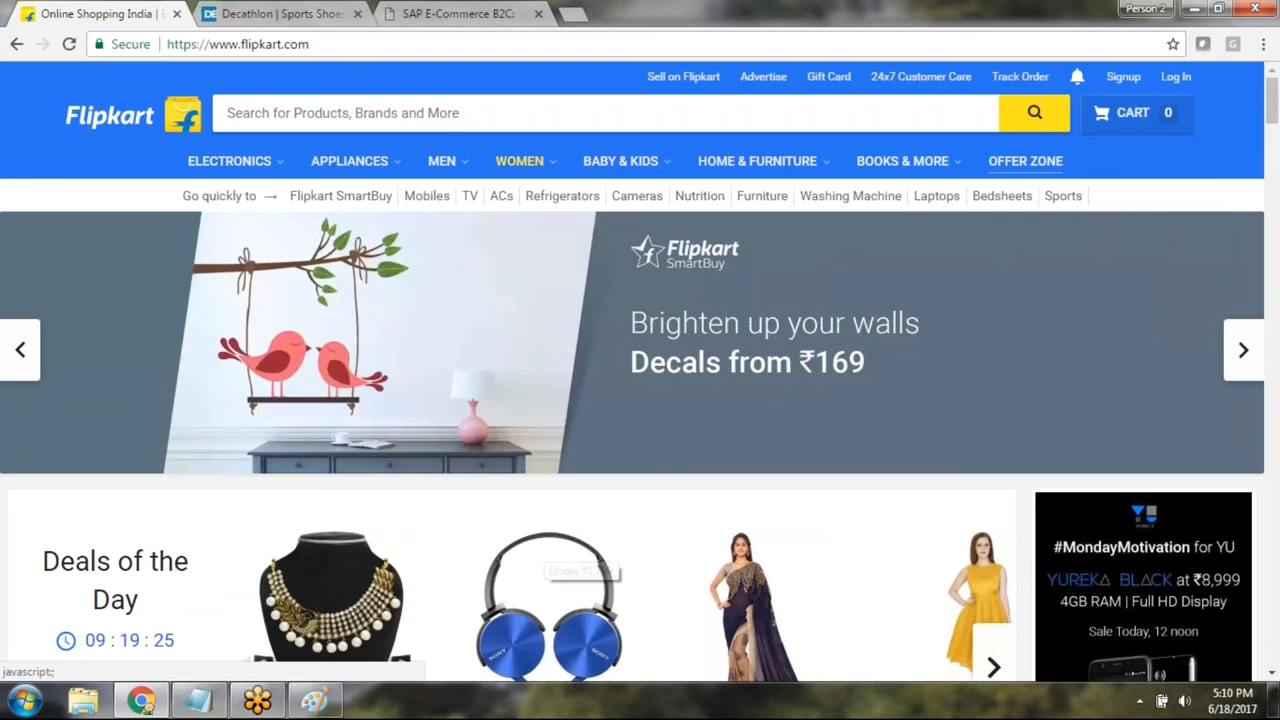 Online Shopping India |
Decathlon | Sports Shoes
SAP E-Commerce B2C:
Person 2
Secure
https://www.flipkart.com
Sell on Flipkart
Advertise
Gift Card
24x7 Customer Care
Track Order
Signup
Log In
Flipkart
Search for Products, Brands and More
CART 0
ELECTRONICS
APPLIANCES
MEN
WOMEN
BABY & KIDS
HOME & FURNITURE
BOOKS & MORE
OFFER ZONE
Go quickly to →
Flipkart SmartBuy
Mobiles
TV
ACs
Refrigerators
Cameras
Nutrition
Furniture
Washing Machine
Laptops
Bedsheets
Sports
Flipkart
SmartBuy
Brighten up your walls
Decals from ₹169
Deals of the
Day
09 : 19 : 25
SONY
SONY
#MondayMotivation for YU
YUREKA BLACK at ₹8,999
4GB RAM | Full HD Display
Sale Today, 12 noon
javascript:;
5:10 PM
6/18/2017